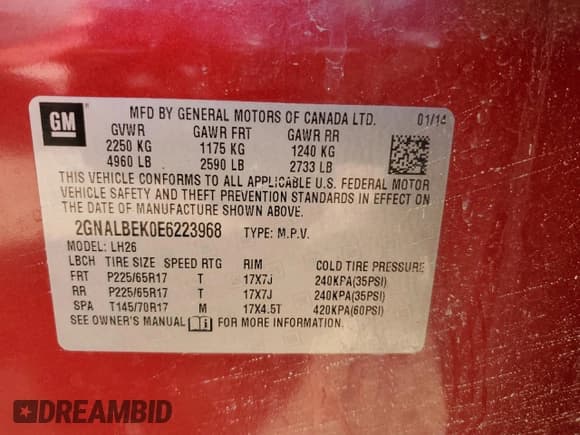 GM
MFD BY GENERAL MOTORS OF CANADA LTD. 01/14
GVWR GAWR FRT GAWR RR
2250 KG 1175 KG 1240 KG
4960 LB 2590 LB 2733 LB
THIS VEHICLE CONFORMS TO ALL APPLICABLE U.S. FEDERAL MOTOR
VEHICLE SAFETY AND THEFT PREVENTION STANDARDS IN EFFECT ON
THE DATE OF MANUFACTURE SHOWN ABOVE.
2GNALBEK0E6223968 TYPE: M.P.V.
MODEL: LH26
LBCH TIRE SIZE SPEED RTG RIM COLD TIRE PRESSURE
FRT P225/65R17 T 17X7J 240KPA(35PSI)
RR P225/65R17 T 17X7J 240KPA(35PSI)
SPA T145/70R17 M 17X4.5T 420KPA(60PSI)
SEE OWNER'S MANUAL i FOR MORE INFORMATION.
DREAMBID